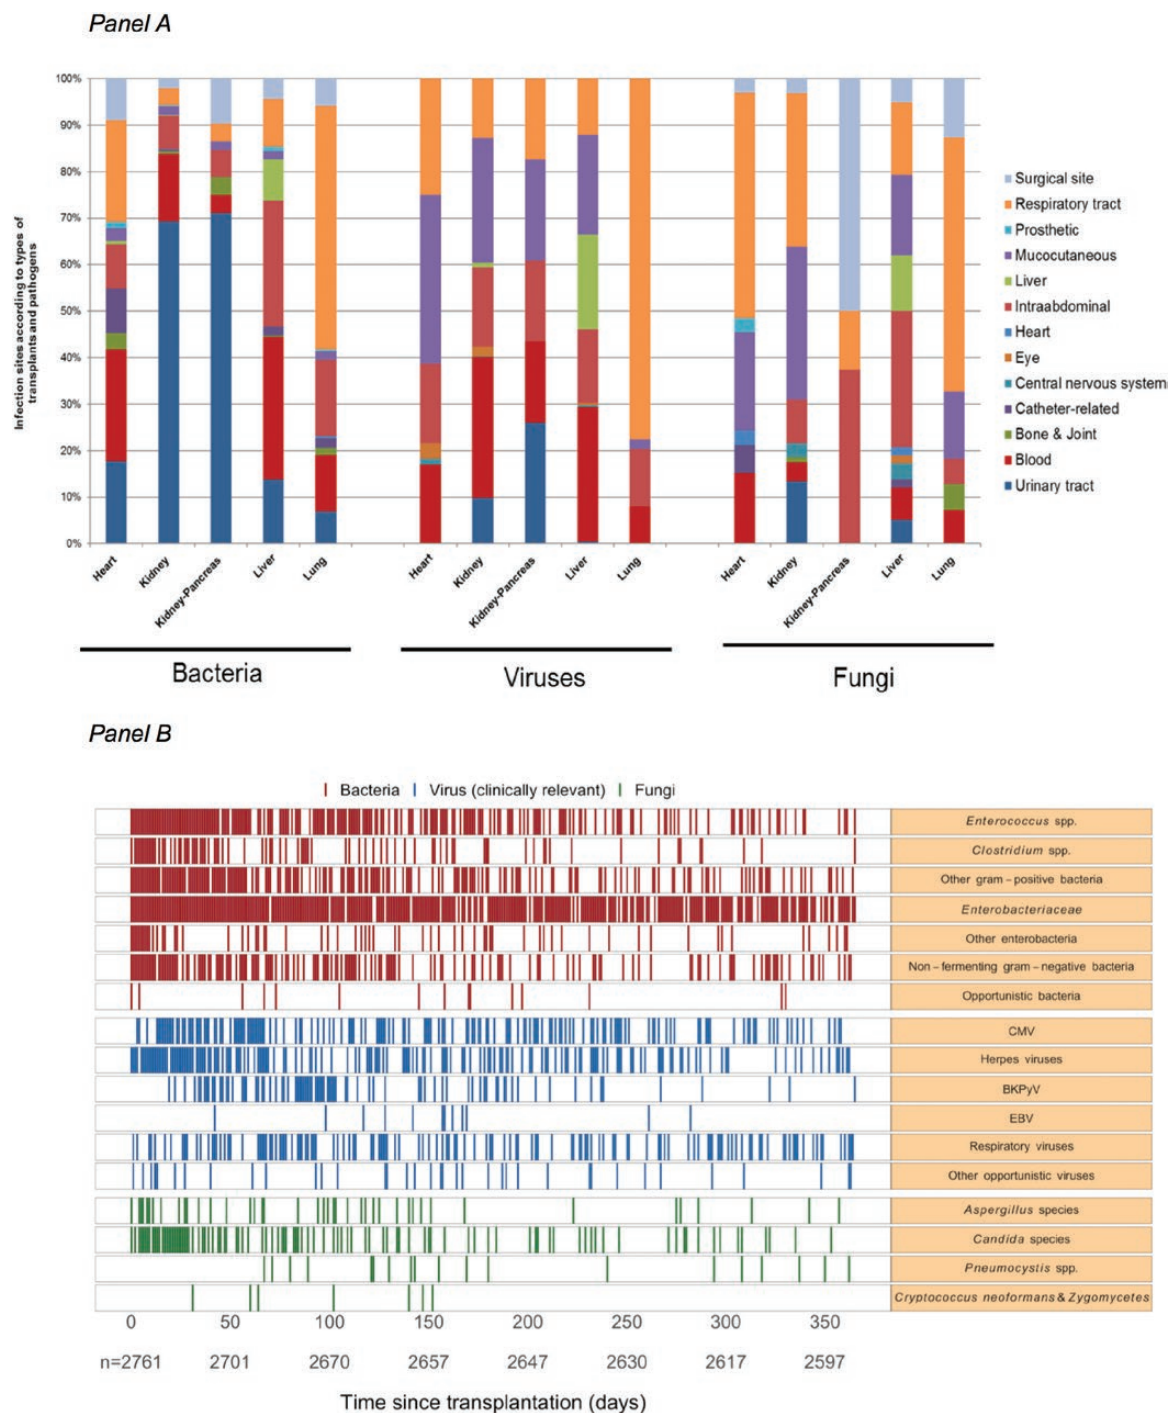 Panel A
100%
90%
80%
70%
60%
50%
40%
30%
20%
10%
0%
Infection sites according to types of
transplants and pathogens
Surgical site
Respiratory tract
Prosthetic
Mucocutaneous
Liver
Intraabdominal
Heart
Eye
Central nervous system
Catheter-related
Bone & Joint
Blood
Urinary tract
Heart Kidney Kidney-Pancreas Liver Lung Heart Kidney Kidney-Pancreas Liver Lung Heart Kidney Kidney-Pancreas Liver Lung
Bacteria Viruses Fungi
Panel B
Bacteria Virus (clinically relevant) Fungi
Enterococcus spp.
Clostridium spp.
Other gram – positive bacteria
Enterobacteriaceae
Other enterobacteria
Non – fermenting gram – negative bacteria
Opportunistic bacteria
CMV
Herpes viruses
BKPyV
EBV
Respiratory viruses
Other opportunistic viruses
Aspergillus species
Candida species
Pneumocystis spp.
Cryptococcus neoformans & Zygomycetes
0 50 100 150 200 250 300 350
n=2761 2701 2670 2657 2647 2630 2617 2597
Time since transplantation (days)